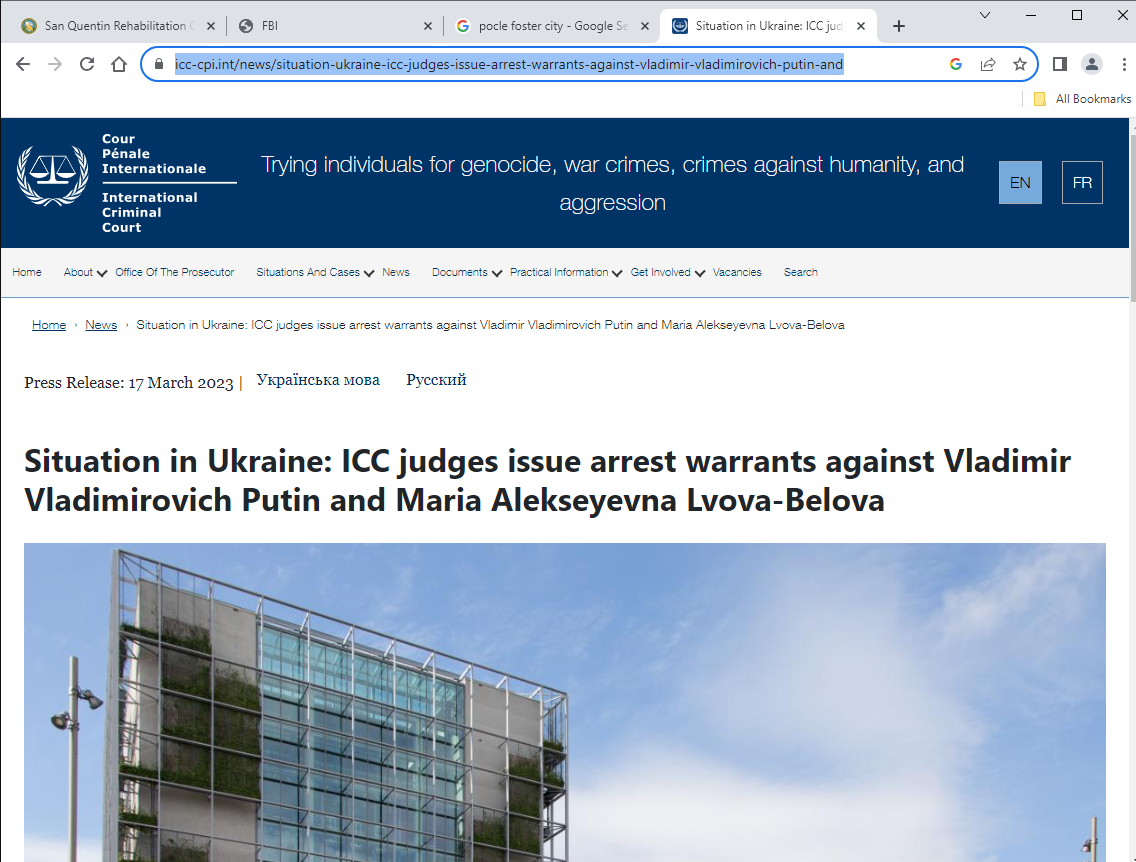 San Quentin Rehabilitation C
FBI
pocle foster city - Google Se
Situation in Ukraine: ICC jud
icc-cpi.int/news/situation-ukraine-icc-judges-issue-arrest-warrants-against-vladimir-vladimirovich-putin-and
All Bookmarks
Cour
Pénale
Internationale
International
Criminal
Court
Trying individuals for genocide, war crimes, crimes against humanity, and
aggression
EN
FR
Home About Office Of The Prosecutor Situations And Cases News Documents Practical Information Get Involved Vacancies Search
Home › News › Situation in Ukraine: ICC judges issue arrest warrants against Vladimir Vladimirovich Putin and Maria Alekseyevna Lvova-Belova
Press Release: 17 March 2023 | Українська мова Русский
Situation in Ukraine: ICC judges issue arrest warrants against Vladimir
Vladimirovich Putin and Maria Alekseyevna Lvova-Belova